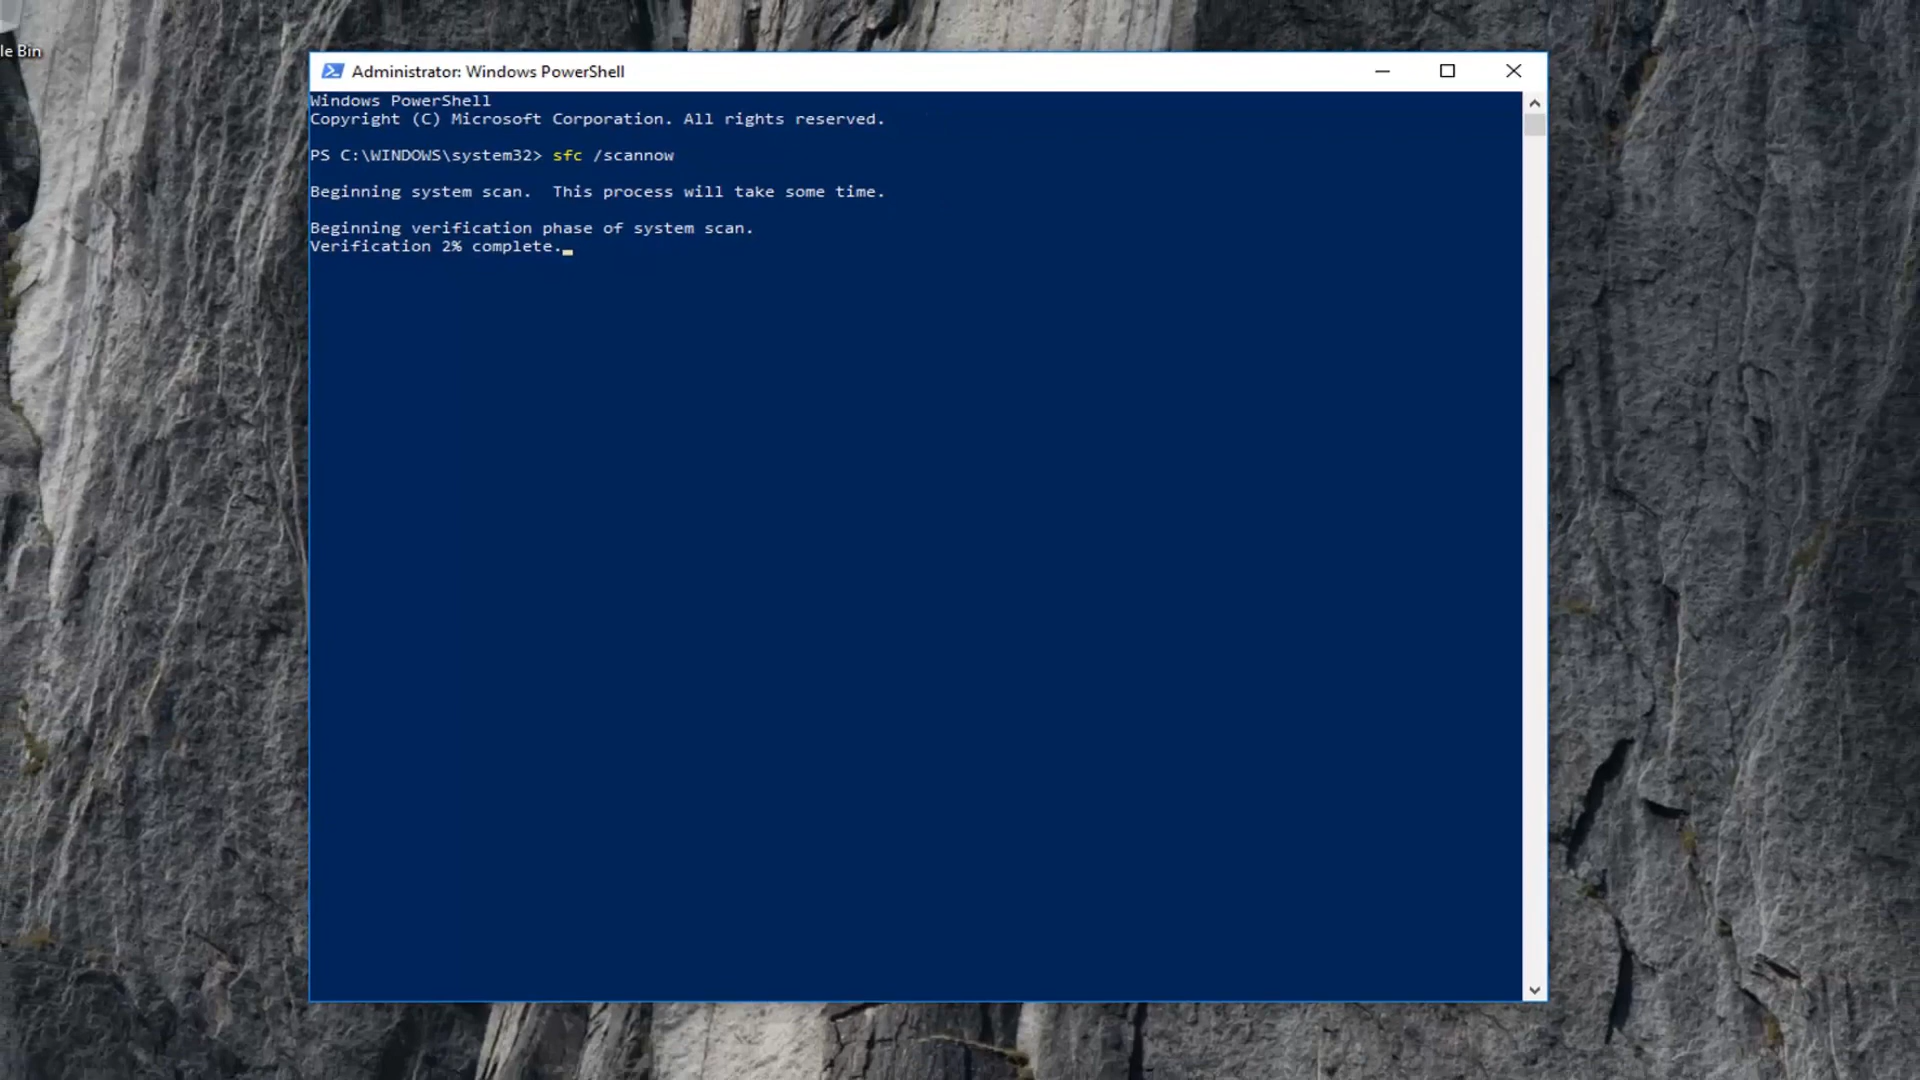 le Bin
Administrator: Windows PowerShell
Windows PowerShell
Copyright (C) Microsoft Corporation. All rights reserved.
PS C:\WINDOWS\system32> sfc /scannow
Beginning system scan.  This process will take some time.
Beginning verification phase of system scan.
Verification 2% complete.